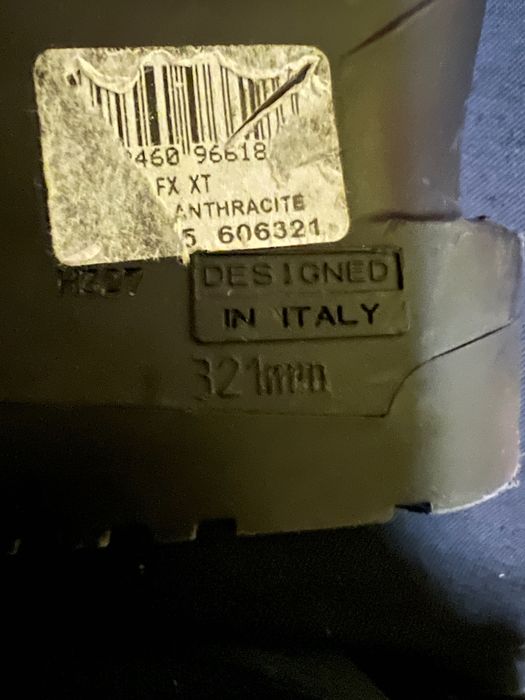 460 96618
FX XT
ANTHRACITE
5 606321
DESIGNED
IN ITALY
321mm